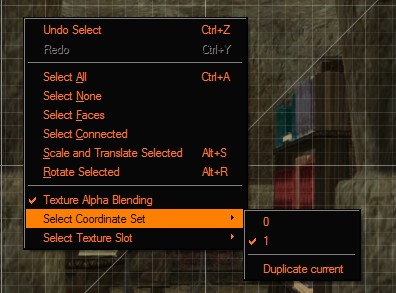 Undo Select Ctrl+Z
Redo Ctrl+Y
Select All Ctrl+A
Select None
Select Faces
Select Connected
Scale and Translate Selected Alt+S
Rotate Selected Alt+R
Texture Alpha Blending
Select Coordinate Set
0
Select Texture Slot
1
Duplicate current